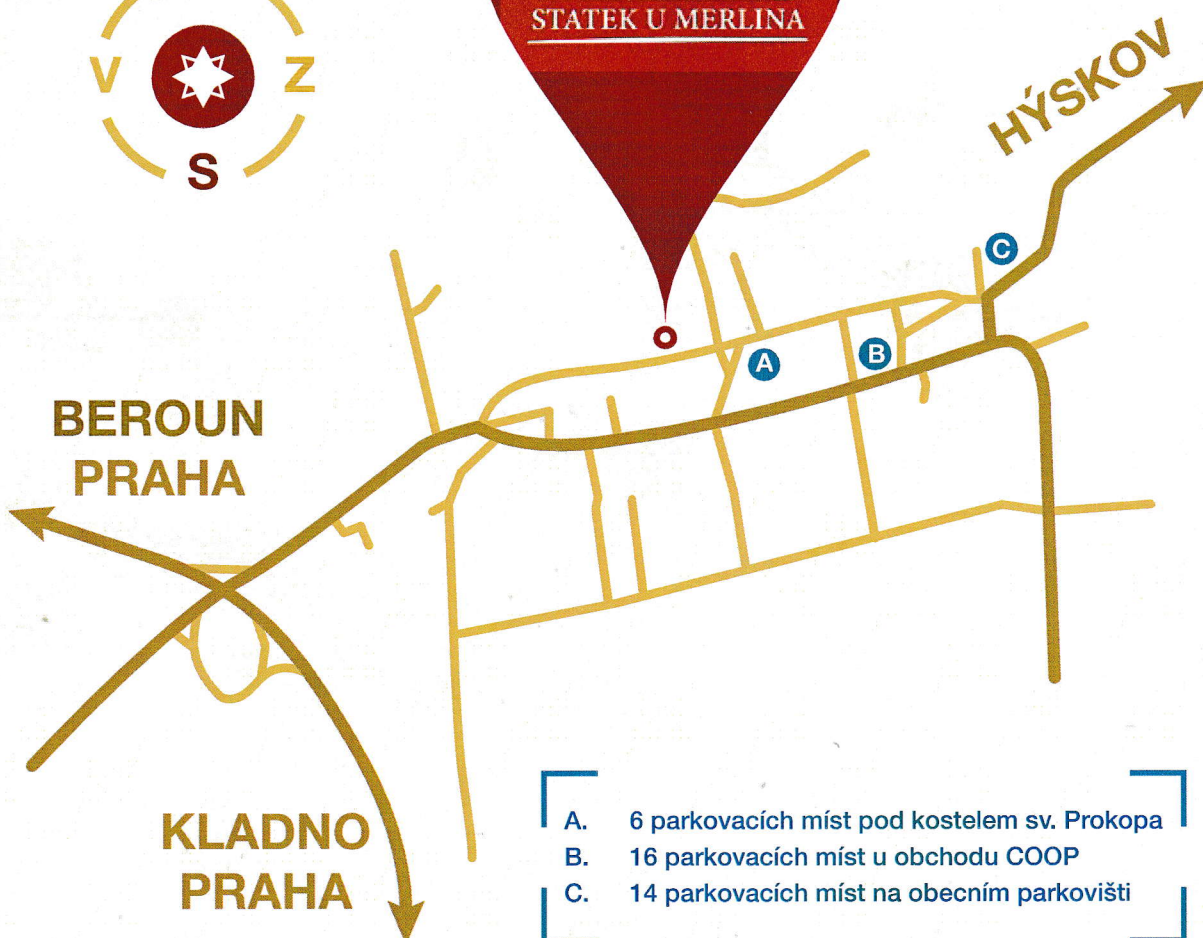 STATEK U MERLINA
V
Z
S
HÝSKOV
C
A
B
BEROUN
PRAHA
KLADNO
PRAHA
A. 6 parkovacích míst pod kostelem sv. Prokopa
B. 16 parkovacích míst u obchodu COOP
C. 14 parkovacích míst na obecním parkovišti